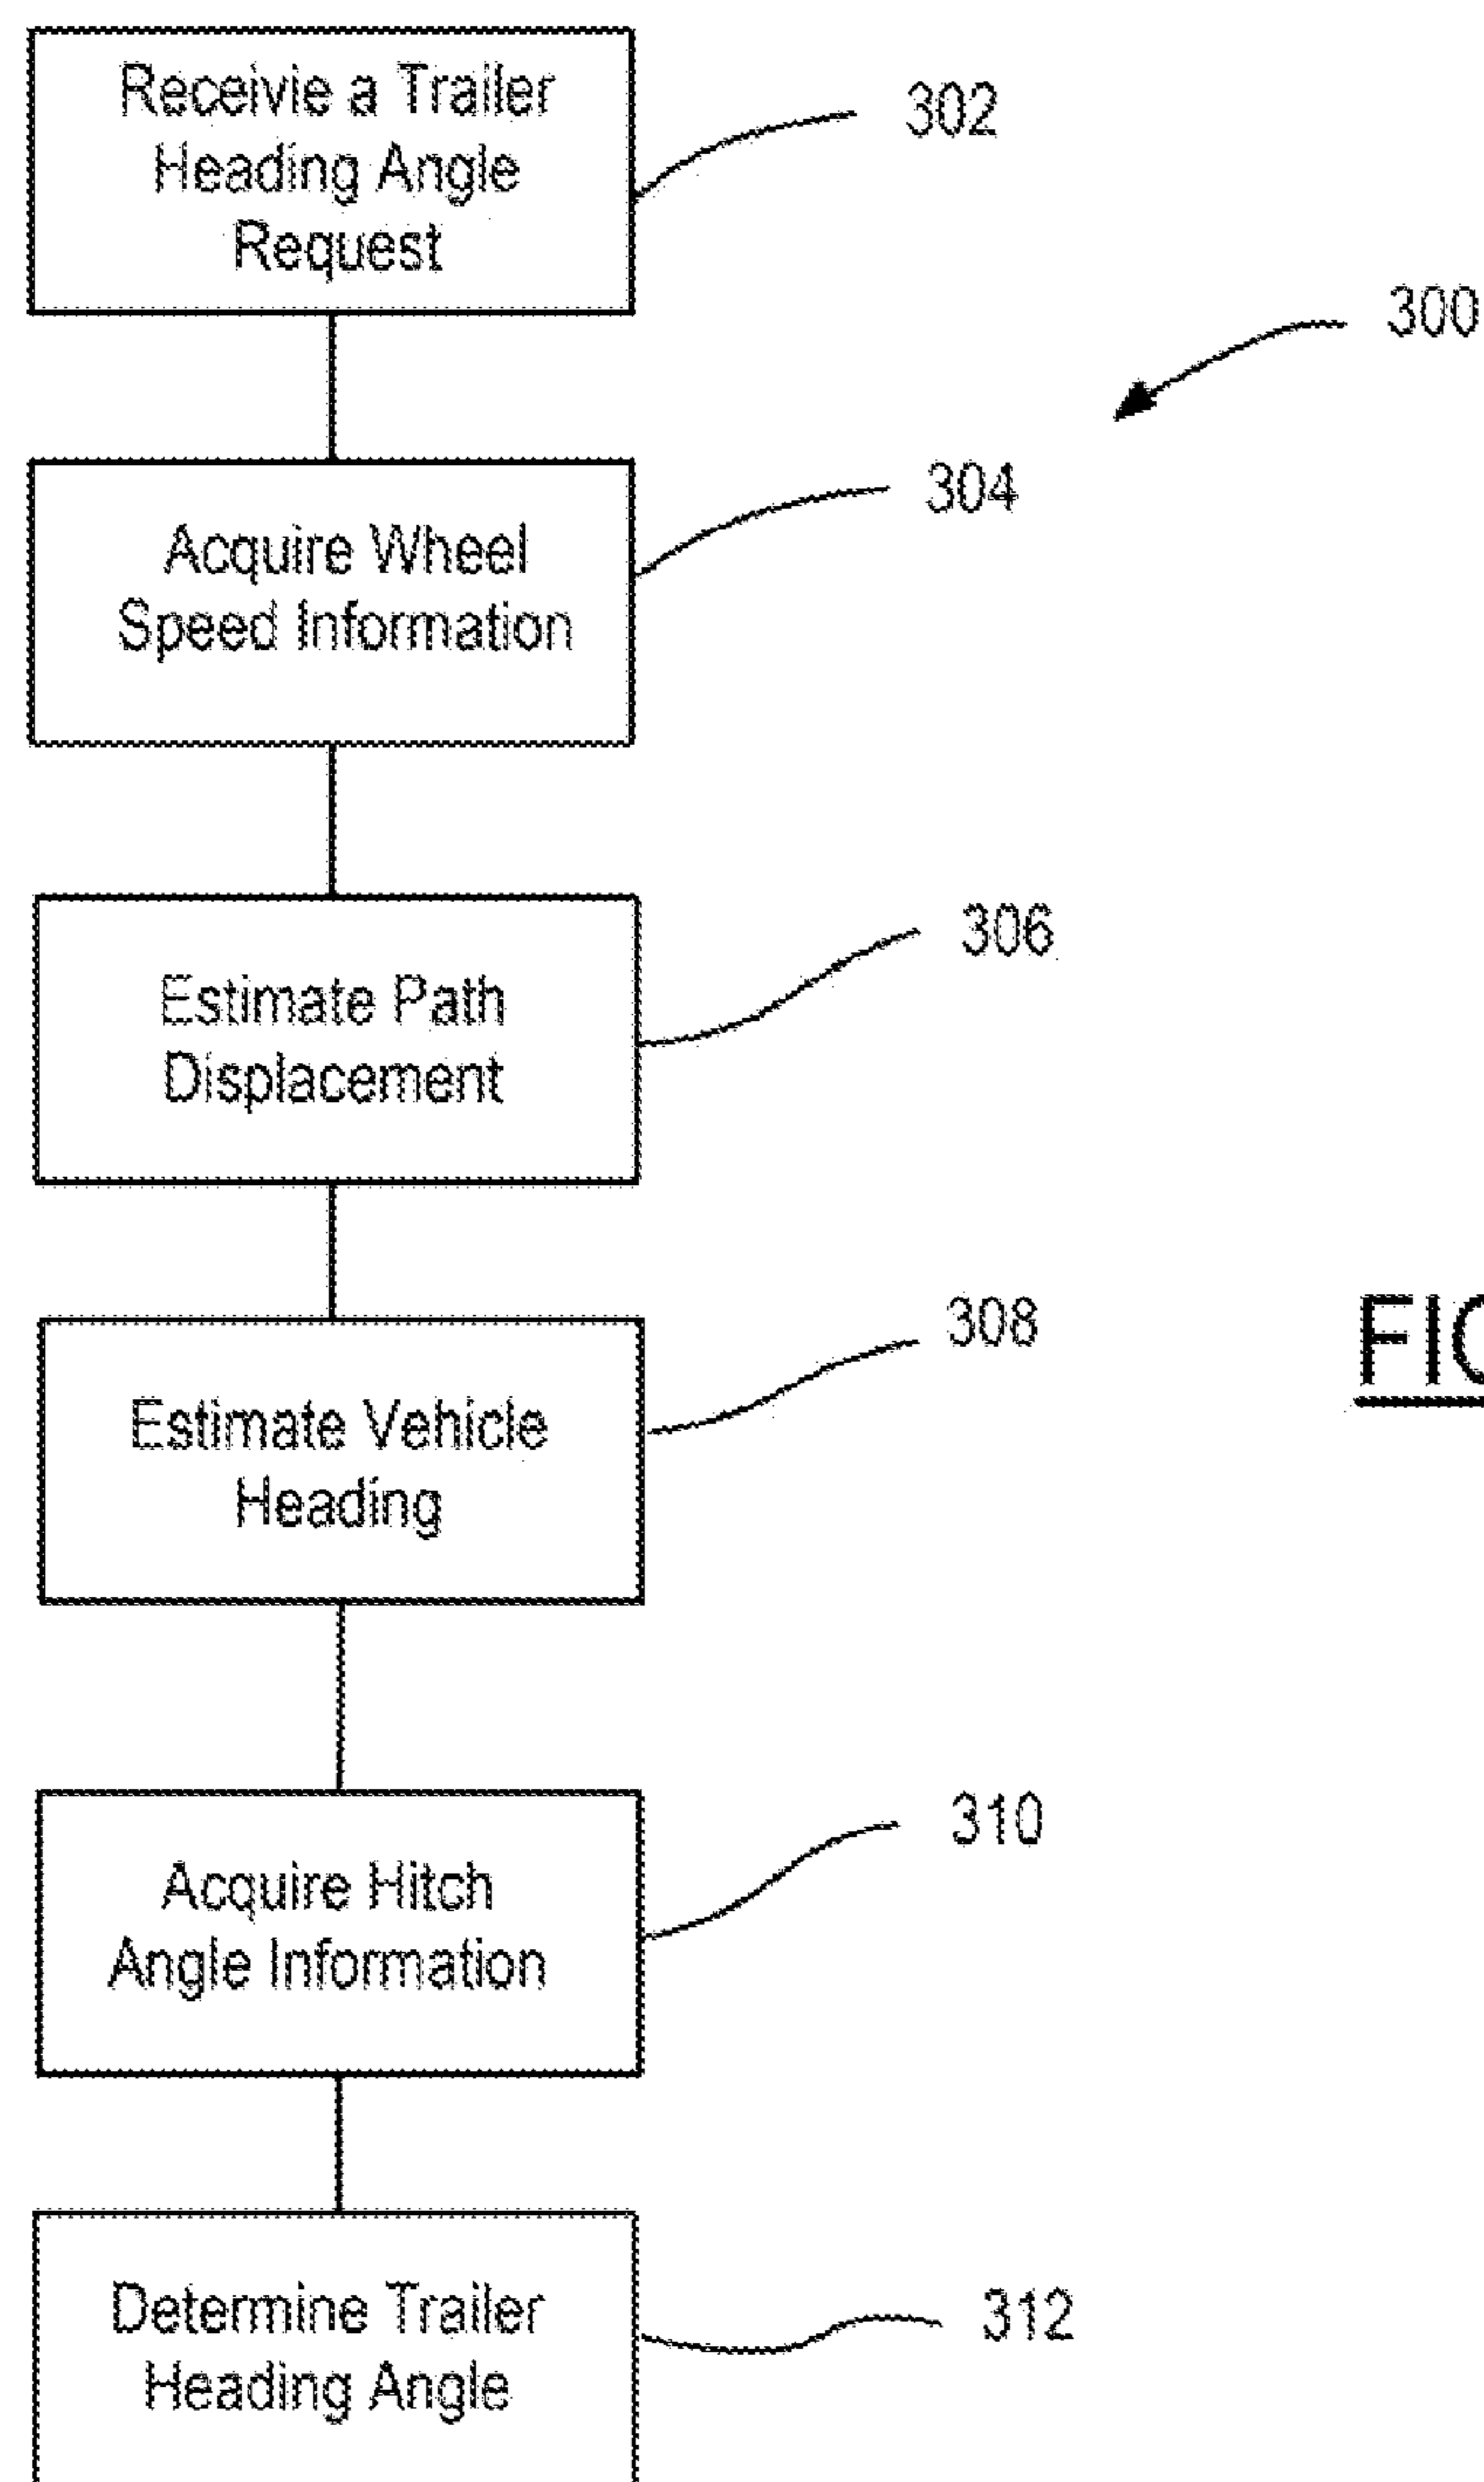 Receivie a Trailer
Heading Angle
Request
302
300
Acquire Wheel
Speed Information
304
Estimate Path
Displacement
306
Estimate Vehicle
Heading
308
FIG
Acquire Hitch
Angle Information
310
Determine Trailer
Heading Angle
312